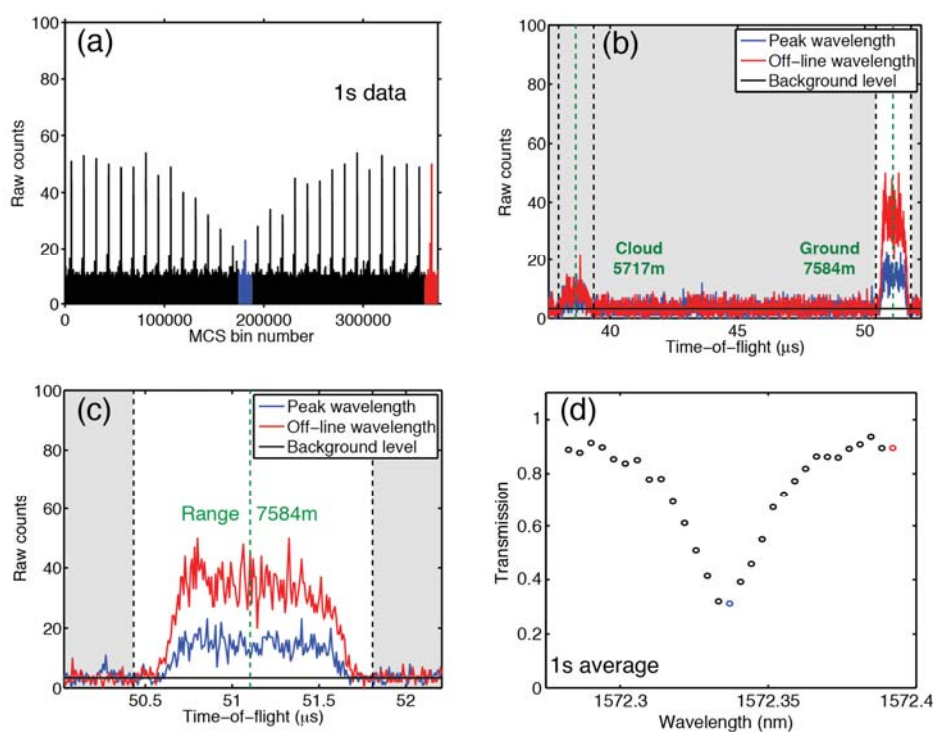 (a)
1s data
Raw counts
100
80
60
40
20
0
0 100000 200000 300000
MCS bin number
(b)
Peak wavelength
Off-line wavelength
Background level
Raw counts
100
80
60
40
20
0
Cloud
5717m
Ground
7584m
40 45 50
Time-of-flight (μs)
(c)
Peak wavelength
Off-line wavelength
Background level
Raw counts
100
80
60
40
20
0
Range 7584m
50.5 51 51.5 52
Time-of-flight (μs)
(d)
Transmission
1
0.8
0.6
0.4
0.2
0
1s average
1572.3 1572.35 1572.4
Wavelength (nm)